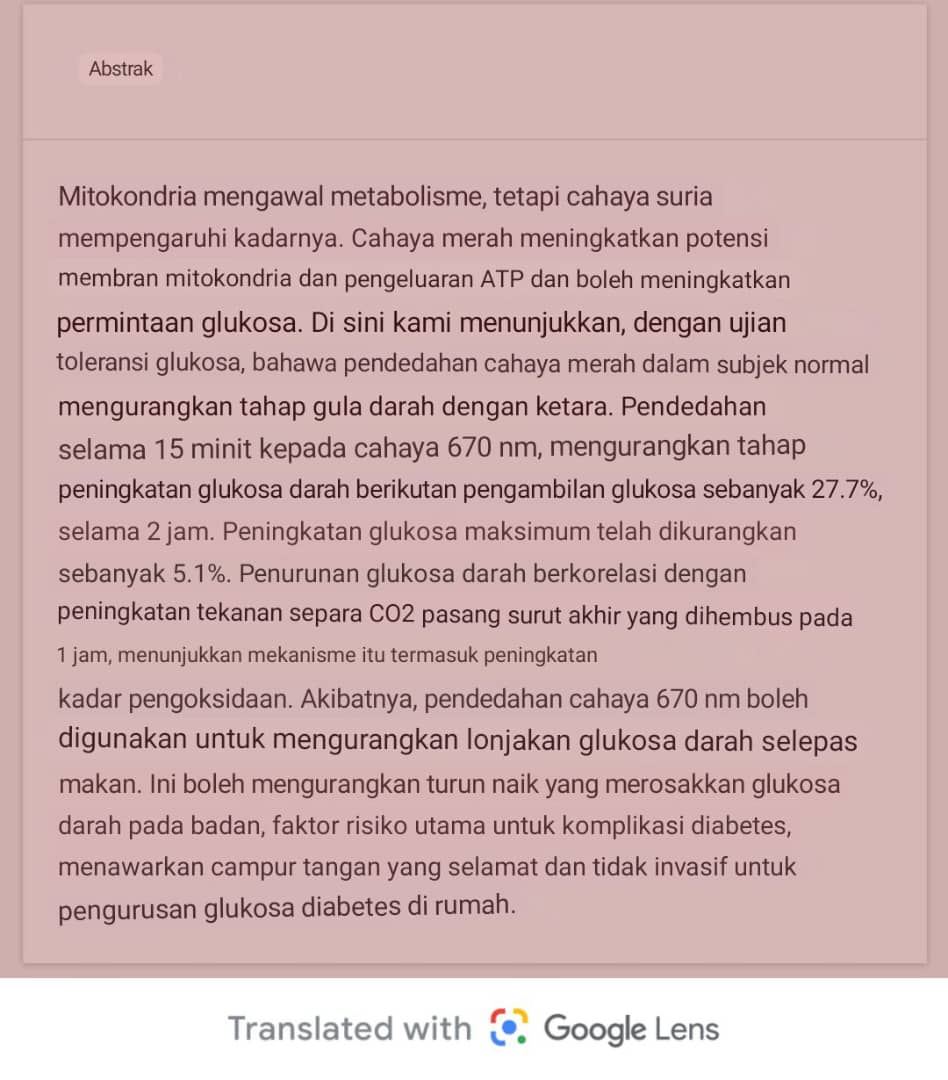 Abstrak
Mitokondria mengawal metabolisme, tetapi cahaya suria
mempengaruhi kadarnya. Cahaya merah meningkatkan potensi
membran mitokondria dan pengeluaran ATP dan boleh meningkatkan
permintaan glukosa. Di sini kami menunjukkan, dengan ujian
toleransi glukosa, bahawa pendedahan cahaya merah dalam subjek normal
mengurangkan tahap gula darah dengan ketara. Pendedahan
selama 15 minit kepada cahaya 670 nm, mengurangkan tahap
peningkatan glukosa darah berikutan pengambilan glukosa sebanyak 27.7%,
selama 2 jam. Peningkatan glukosa maksimum telah dikurangkan
sebanyak 5.1%. Penurunan glukosa darah berkorelasi dengan
peningkatan tekanan separa CO2 pasang surut akhir yang dihembus pada
1 jam, menunjukkan mekanisme itu termasuk peningkatan
kadar pengoksidaan. Akibatnya, pendedahan cahaya 670 nm boleh
digunakan untuk mengurangkan lonjakan glukosa darah selepas
makan. Ini boleh mengurangkan turun naik yang merosakkan glukosa
darah pada badan, faktor risiko utama untuk komplikasi diabetes,
menawarkan campur tangan yang selamat dan tidak invasif untuk
pengurusan glukosa diabetes di rumah.
Translated with Google Lens